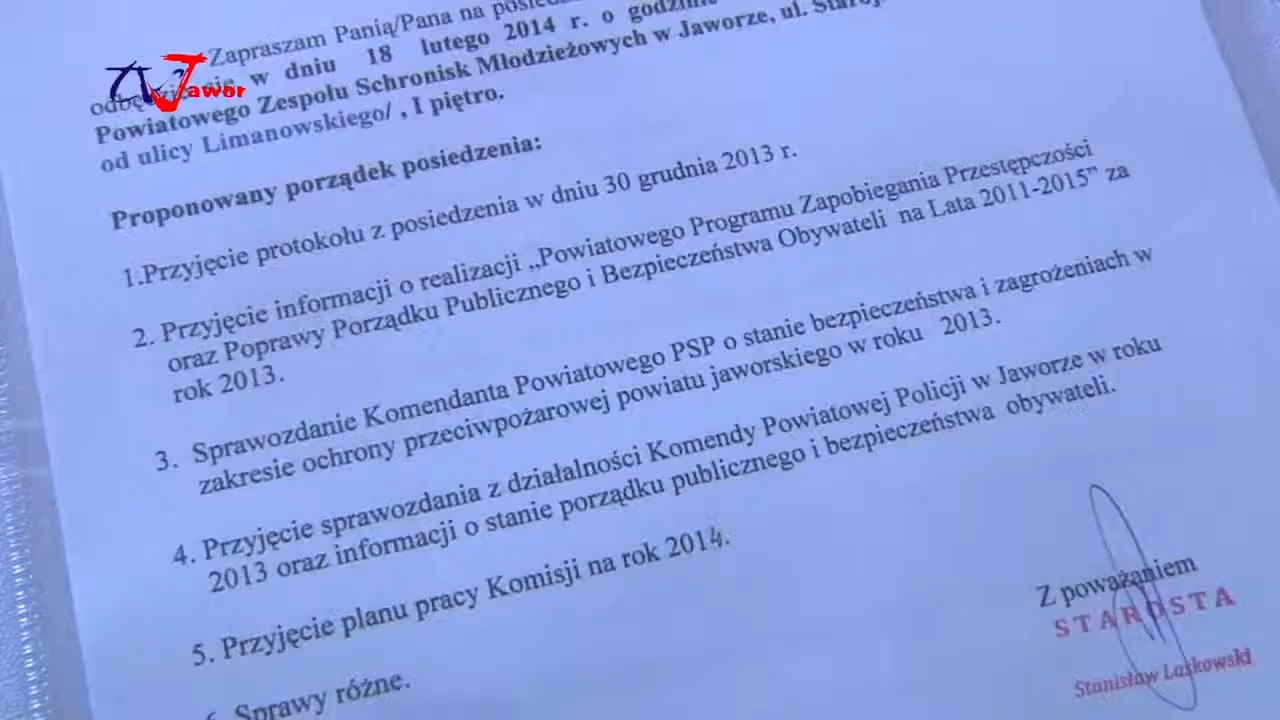 TV Jawor
Zapraszam Panią/Pana na
w dniu 18 lutego 2014 r. o
Powiatowego Zespołu Schronisk Młodzieżowych w Jaworze, ul.
od ulicy Limanowskiego/ , I piętro.
Proponowany porządek posiedzenia:
1.Przyjęcie protokołu z posiedzenia w dniu 30 grudnia 2013 r.
2. Przyjęcie informacji o realizacji „Powiatowego Programu Zapobiegania Przestępczości
oraz Poprawy Porządku Publicznego i Bezpieczeństwa Obywateli na Lata 2011-2015” za
rok 2013.
3. Sprawozdanie Komendanta Powiatowego PSP o stanie bezpieczeństwa i zagrożeniach w
zakresie ochrony przeciwpożarowej powiatu jaworskiego w roku 2013.
4. Przyjęcie sprawozdania z działalności Komendy Powiatowej Policji w Jaworze w roku
2013 oraz informacji o stanie porządku publicznego i bezpieczeństwa obywateli.
5. Przyjęcie planu pracy Komisji na rok 2014.
6. Sprawy różne.
Z poważaniem
STAROSTA
Stanisław Laskowski